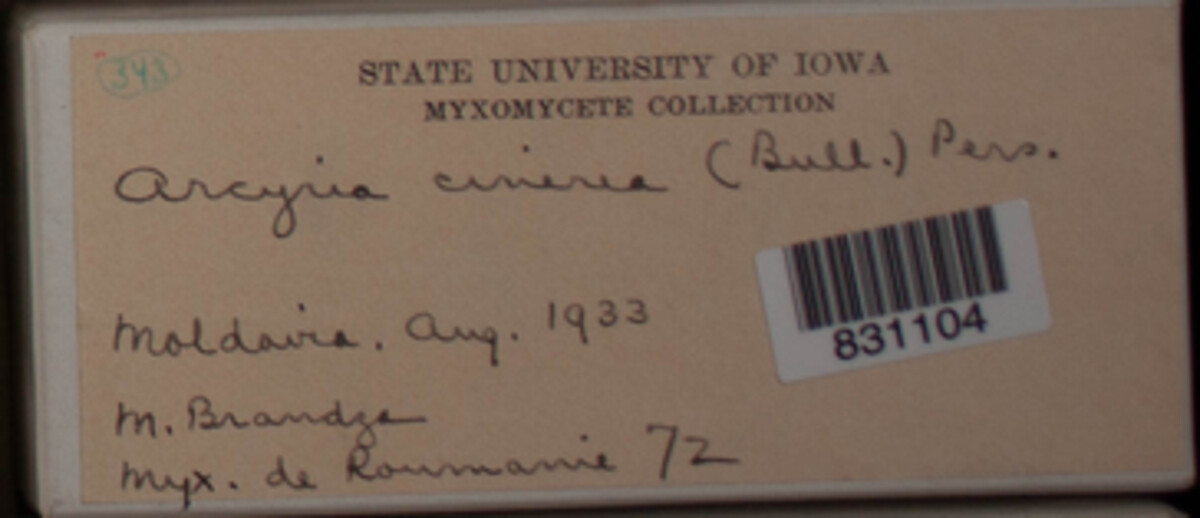 343
STATE UNIVERSITY OF IOWA
MYXOMYCETE COLLECTION
Arcyria cinerea (Bull.) Pers.
831104
Moldavia. Aug. 1933
M. Brandza
Myx. de Roumanie 72